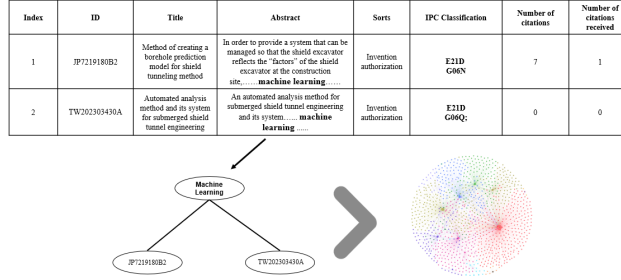 Index ID Title Abstract Sorts IPC Classification Number of citations Number of citations received
1 JP7219180B2 Method of creating a borehole prediction model for shield tunneling method In order to provide a system that can be managed so that the shield excavator reflects the “factors” of the shield excavator at the construction site,……machine learning…… Invention authorization E21D G06N 7 1
2 TW202303430A Automated analysis method and its system for submerged shield tunnel engineering An automated analysis method for submerged shield tunnel engineering and its system…… machine learning ...... Invention authorization E21D G06Q; 0 0
Machine
Learning
JP7219180B2 TW202303430A